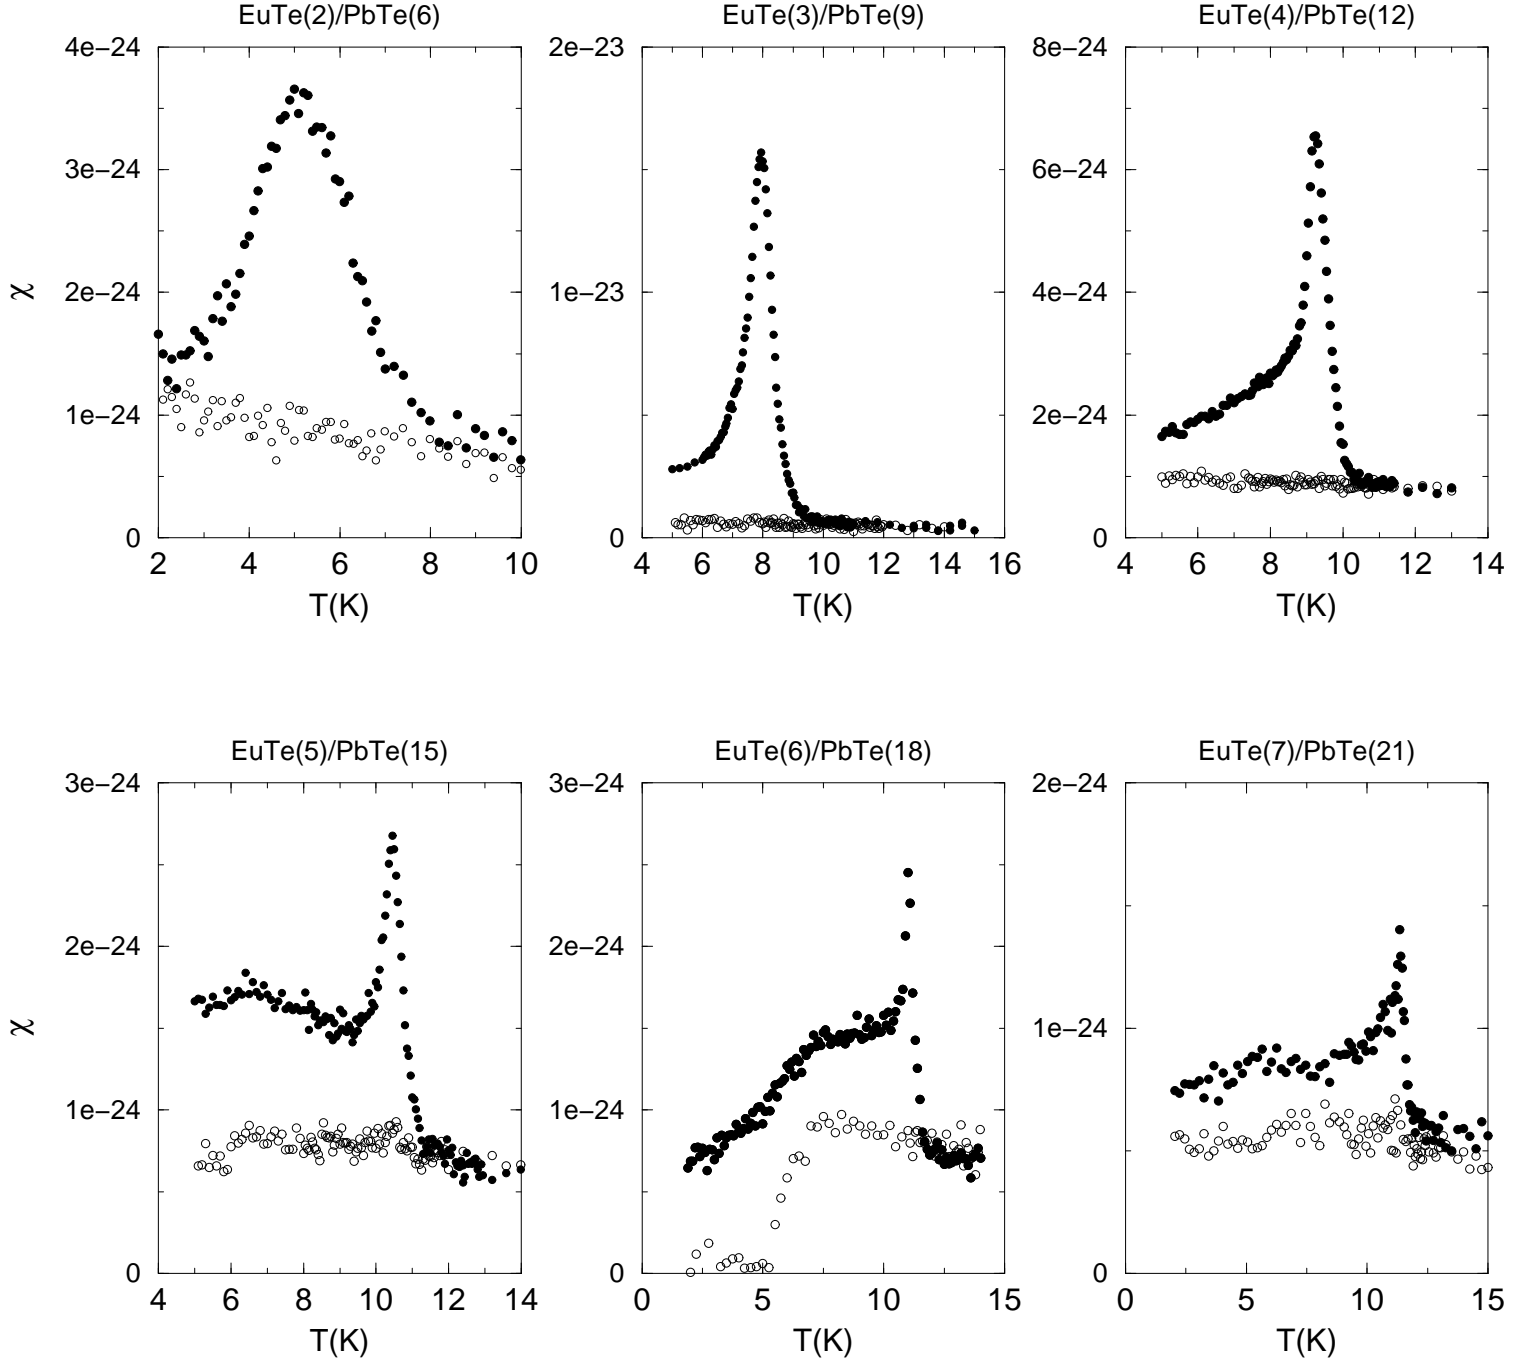 EuTe(2)/PbTe(6)
EuTe(3)/PbTe(9)
EuTe(4)/PbTe(12)
4e−24
3e−24
2e−24
1e−24
0
χ
2 4 6 8 10
T(K)
2e−23
1e−23
0
4 6 8 10 12 14 16
T(K)
8e−24
6e−24
4e−24
2e−24
0
4 6 8 10 12 14
T(K)
EuTe(5)/PbTe(15)
EuTe(6)/PbTe(18)
EuTe(7)/PbTe(21)
3e−24
2e−24
1e−24
0
χ
4 6 8 10 12 14
T(K)
3e−24
2e−24
1e−24
0
0 5 10 15
T(K)
2e−24
1e−24
0
0 5 10 15
T(K)